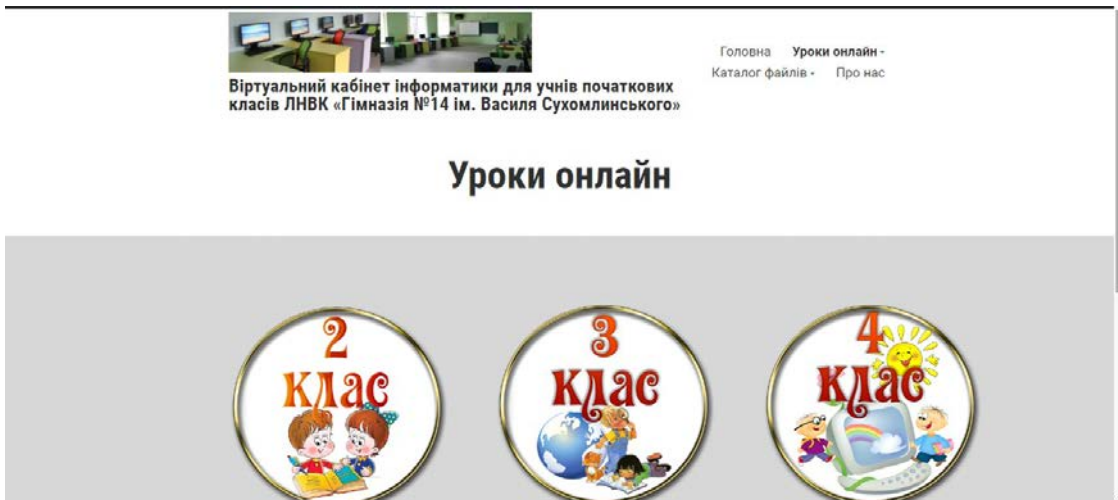 Головна Уроки онлайн -
Каталог файлів - Про нас
Віртуальний кабінет інформатики для учнів початкових
класів ЛНВК «Гімназія №14 ім. Василя Сухомлинського»
Уроки онлайн
2
клас
3
клас
4
клас